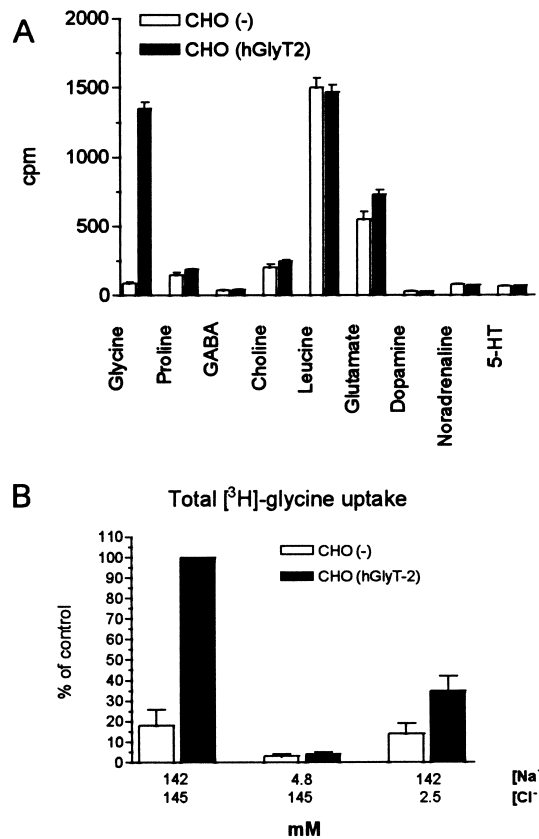 A
CHO (-)
CHO (hGlyT2)
2000
1500
1000
500
0
cpm
Glycine
Proline
GABA
Choline
Leucine
Glutamate
Dopamine
Noradrenaline
5-HT
B
Total [³H]-glycine uptake
CHO (-)
CHO (hGlyT-2)
110
100
90
80
70
60
50
40
30
20
10
0
% of control
142 4.8 142 [Na⁺
145 145 2.5 [Cl⁻
mM